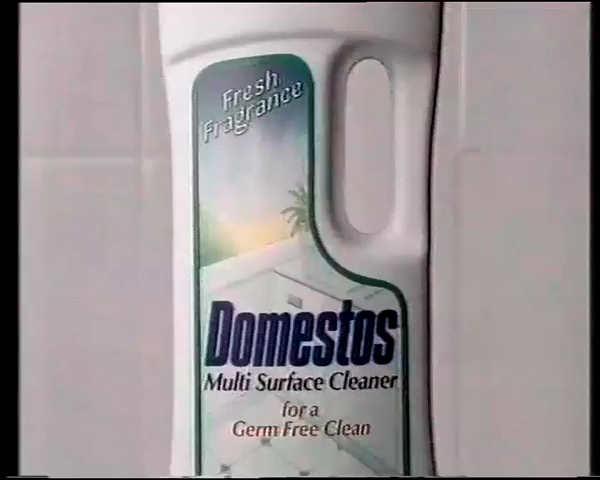 Fresh
Fragrance
Domestos
Multi Surface Cleaner
for a
Germ Free Clean